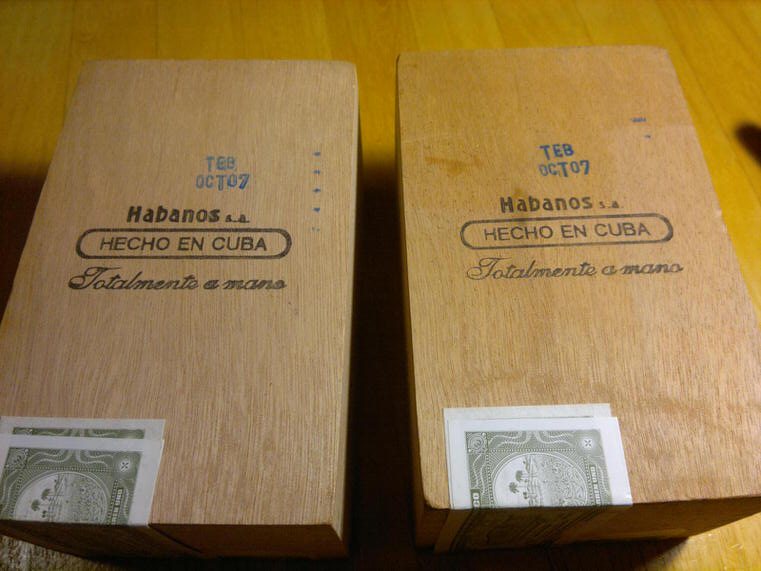 TEB
OCT07
Habanos s.a.
HECHO EN CUBA
Totalmente a mano
TEB
OCT07
Habanos s.a.
HECHO EN CUBA
Totalmente a mano